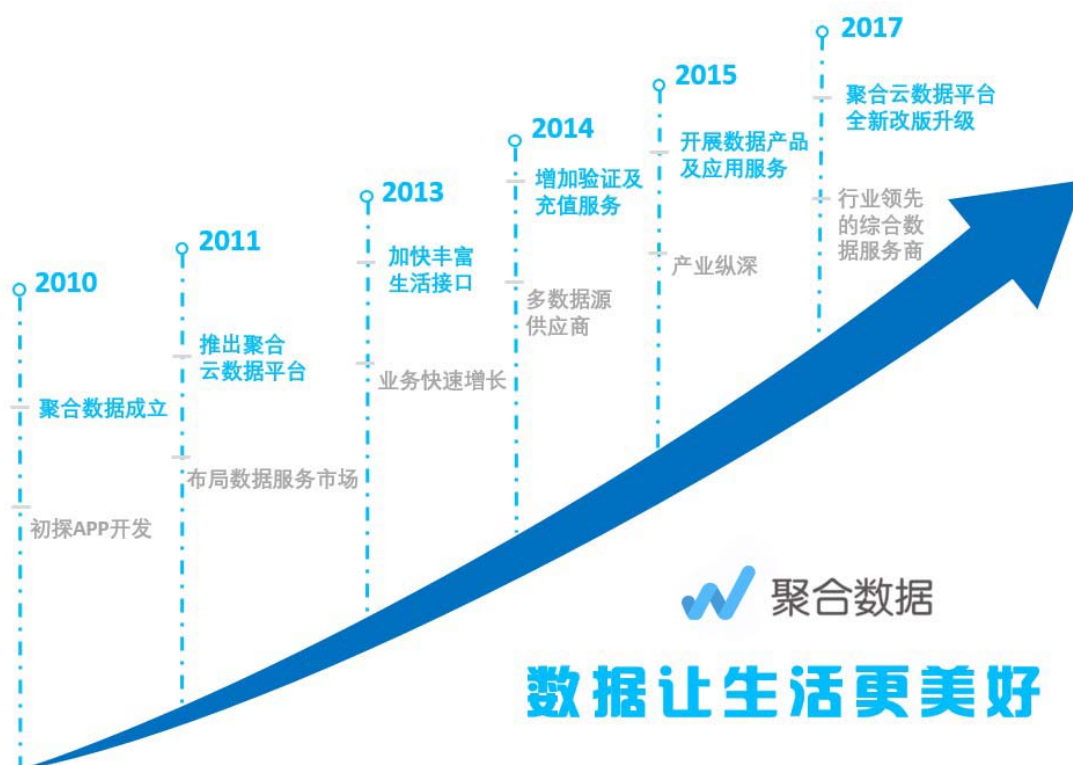 2010
聚合数据成立
初探APP开发
2011
推出聚合
云数据平台
布局数据服务市场
2013
加快丰富
生活接口
业务快速增长
2014
增加验证及
充值服务
多数据源
供应商
2015
开展数据产品
及应用服务
产业纵深
2017
聚合云数据平台
全新改版升级
行业领先
的综合数
据服务商
聚合数据
数据让生活更美好